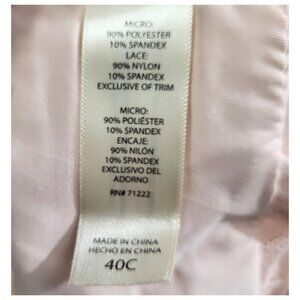 MICRO:
90% POLYESTER
10% SPANDEX
LACE:
90% NYLON
10% SPANDEX
EXCLUSIVE OF TRIM
MICRO:
90% POLIÉSTER
10% SPANDEX
ENCAJE:
90% NILÓN
10% SPANDEX
EXCLUSIVO DEL
ADORNO
RN# 71222
MADE IN CHINA
HECHO EN CHINA
40C